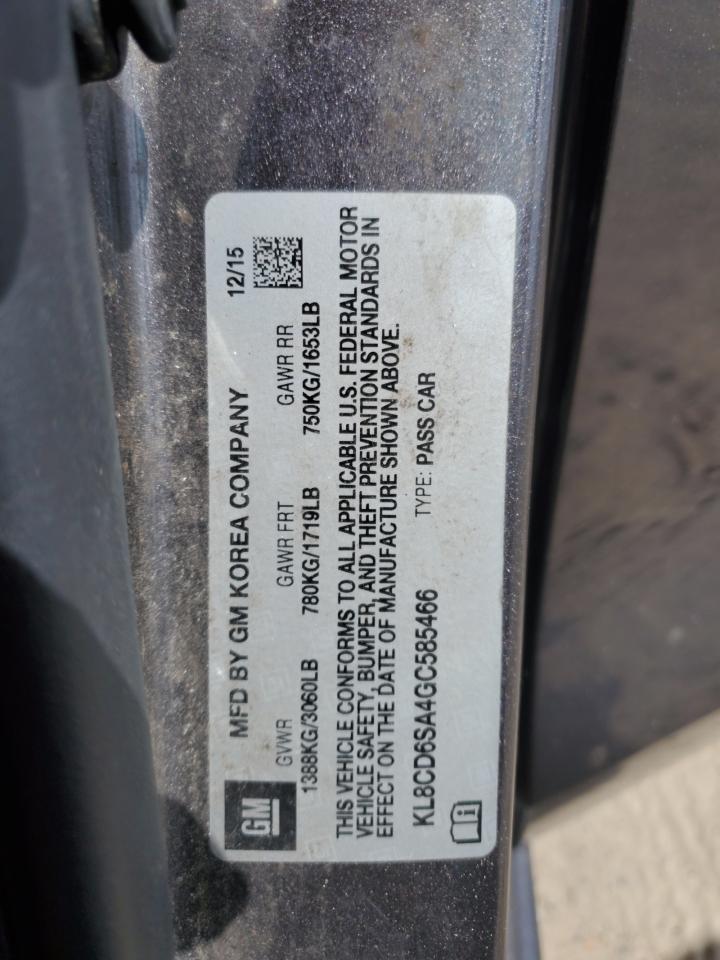 GM
MFD BY GM KOREA COMPANY 12/15
GVWR GAWR FRT GAWR RR
1388KG/3060LB 780KG/1719LB 750KG/1653LB
THIS VEHICLE CONFORMS TO ALL APPLICABLE U.S. FEDERAL MOTOR
VEHICLE SAFETY, BUMPER, AND THEFT PREVENTION STANDARDS IN
EFFECT ON THE DATE OF MANUFACTURE SHOWN ABOVE.
KL8CD6SA4GC585466 TYPE: PASS CAR